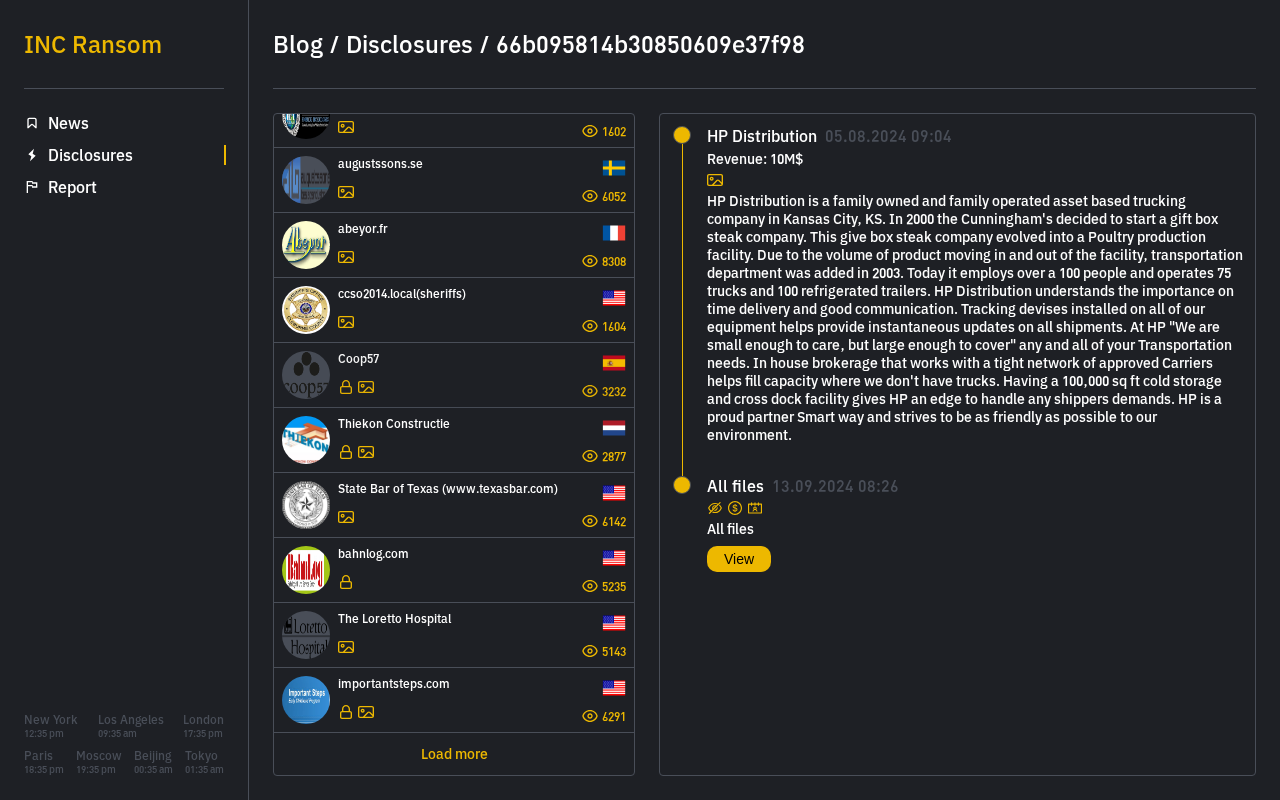 INC Ransom
News
Disclosures
Report
New York
Los Angeles
London
12:35 pm
09:35 am
17:35 pm
Paris
Moscow
Beijing
Tokyo
18:35 pm
19:35 pm
00:35 am
01:35 am
Blog / Disclosures / 66b095814b30850609e37f98
1602
augustssons.se
6052
Abeyor
abeyor.fr
8308
ccso2014.local(sheriffs)
1604
coop57
Coop57
3232
THIEKON
Thiekon Constructie
2877
State Bar of Texas (www.texasbar.com)
6142
BahnLog
bahnlog.com
5235
Loretto
Hospital
The Loretto Hospital
5143
Important Steps
importantsteps.com
6291
Load more
HP Distribution 05.08.2024 09:04
Revenue: 10M$
HP Distribution is a family owned and family operated asset based trucking
company in Kansas City, KS. In 2000 the Cunningham's decided to start a gift box
steak company. This give box steak company evolved into a Poultry production
facility. Due to the volume of product moving in and out of the facility, transportation
department was added in 2003. Today it employs over a 100 people and operates 75
trucks and 100 refrigerated trailers. HP Distribution understands the importance on
time delivery and good communication. Tracking devises installed on all of our
equipment helps provide instantaneous updates on all shipments. At HP "We are
small enough to care, but large enough to cover" any and all of your Transportation
needs. In house brokerage that works with a tight network of approved Carriers
helps fill capacity where we don't have trucks. Having a 100,000 sq ft cold storage
and cross dock facility gives HP an edge to handle any shippers demands. HP is a
proud partner Smart way and strives to be as friendly as possible to our
environment.
All files 13.09.2024 08:26
All files
View